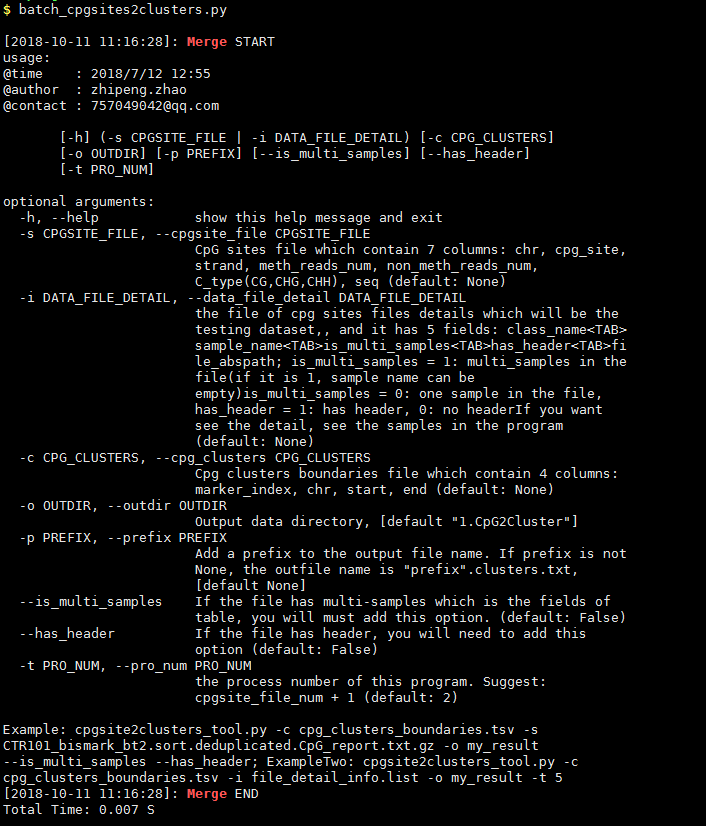 $ batch_cpgsites2clusters.py
[2018-10-11 11:16:28]: Merge START
usage:
@time    : 2018/7/12 12:55
@author  : zhipeng.zhao
@contact : 757049042@qq.com
[-h] (-s CPGSITE_FILE | -i DATA_FILE_DETAIL) [-c CPG_CLUSTERS]
[-o OUTDIR] [-p PREFIX] [--is_multi_samples] [--has_header]
[-t PRO_NUM]
optional arguments:
-h, --help            show this help message and exit
-s CPGSITE_FILE, --cpgsite_file CPGSITE_FILE
CpG sites file which contain 7 columns: chr, cpg_site,
strand, meth_reads_num, non_meth_reads_num,
C_type(CG,CHG,CHH), seq (default: None)
-i DATA_FILE_DETAIL, --data_file_detail DATA_FILE_DETAIL
the file of cpg sites files details which will be the
testing dataset,, and it has 5 fields: class_name<TAB>
sample_name<TAB>is_multi_samples<TAB>has_header<TAB>fi
le_abspath; is_multi_samples = 1: multi_samples in the
file(if it is 1, sample name can be
empty)is_multi_samples = 0: one sample in the file,
has_header = 1: has header, 0: no headerIf you want
see the detail, see the samples in the program
(default: None)
-c CPG_CLUSTERS, --cpg_clusters CPG_CLUSTERS
Cpg clusters boundaries file which contain 4 columns:
marker_index, chr, start, end (default: None)
-o OUTDIR, --outdir OUTDIR
Output data directory, [default "1.CpG2Cluster"]
-p PREFIX, --prefix PREFIX
Add a prefix to the output file name. If prefix is not
None, the outfile name is "prefix".clusters.txt,
[default None]
--is_multi_samples    If the file has multi-samples which is the fields of
table, you will must add this option. (default: False)
--has_header          If the file has header, you will need to add this
option (default: False)
-t PRO_NUM, --pro_num PRO_NUM
the process number of this program. Suggest:
cpgsite_file_num + 1 (default: 2)
Example: cpgsite2clusters_tool.py -c cpg_clusters_boundaries.tsv -s
CTR101_bismark_bt2.sort.deduplicated.CpG_report.txt.gz -o my_result
--is_multi_samples --has_header; ExampleTwo: cpgsite2clusters_tool.py -c
cpg_clusters_boundaries.tsv -i file_detail_info.list -o my_result -t 5
[2018-10-11 11:16:28]: Merge END
Total Time: 0.007 S